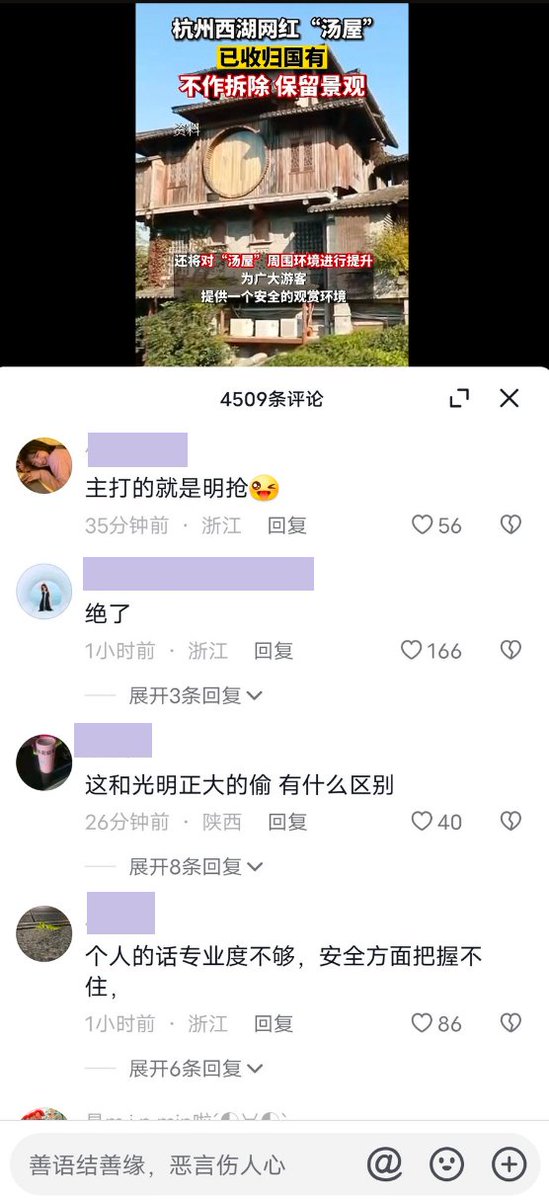 杭州西湖网红“汤屋”
已收归国有
不作拆除 保留景观
资料
还将对“汤屋”周围环境进行提升
为广大游客
提供一个安全的观赏环境
4509条评论
主打的就是明抢
35分钟前 · 浙江 回复
56
绝了
1小时前 · 浙江 回复
166
展开3条回复
这和光明正大的偷 有什么区别
26分钟前 · 陕西 回复
40
展开8条回复
个人的话专业度不够，安全方面把握不
住，
1小时前 · 浙江 回复
86
展开6条回复
善语结善缘，恶言伤人心
@